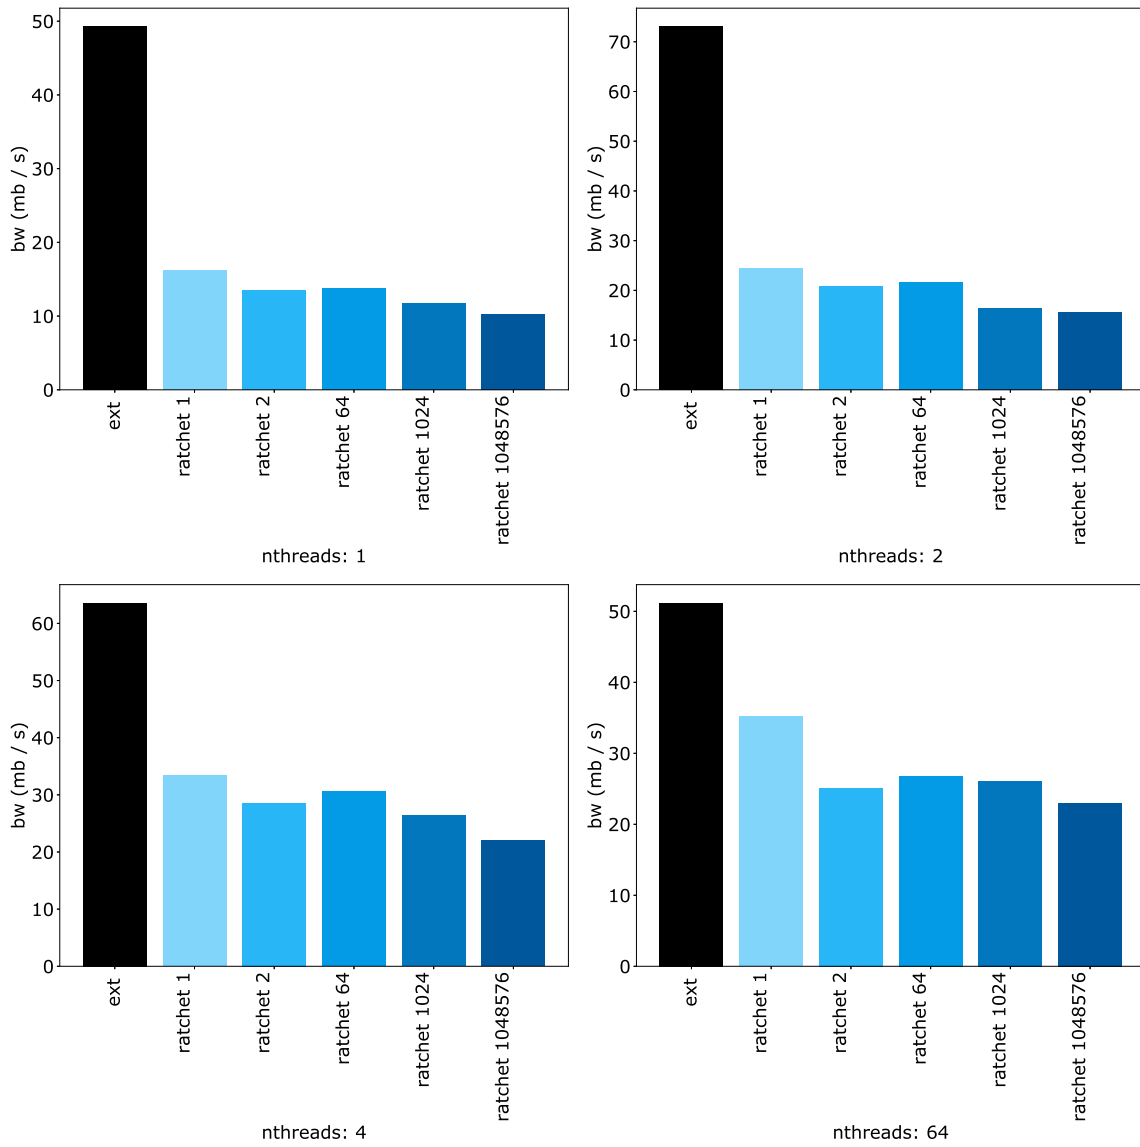 50
40
30
20
10
0
bw (mb / s)
ext
ratchet 1
ratchet 2
ratchet 64
ratchet 1024
ratchet 1048576
nthreads: 1
70
60
50
40
30
20
10
0
bw (mb / s)
ext
ratchet 1
ratchet 2
ratchet 64
ratchet 1024
ratchet 1048576
nthreads: 2
60
50
40
30
20
10
0
bw (mb / s)
ext
ratchet 1
ratchet 2
ratchet 64
ratchet 1024
ratchet 1048576
nthreads: 4
50
40
30
20
10
0
bw (mb / s)
ext
ratchet 1
ratchet 2
ratchet 64
ratchet 1024
ratchet 1048576
nthreads: 64